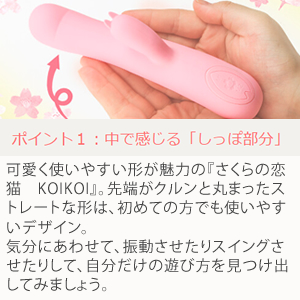 ポイント1：中で感じる「しっぽ部分」
可愛く使いやすい形が魅力の『さくらの恋
猫　KOIKOI』。先端がクルンと丸まったス
トレートな形は、初めての方でも使いやす
いデザイン。
気分にあわせて、振動させたりスイングさ
せたりして、自分だけの遊び方を見つけ出
してみましょう。